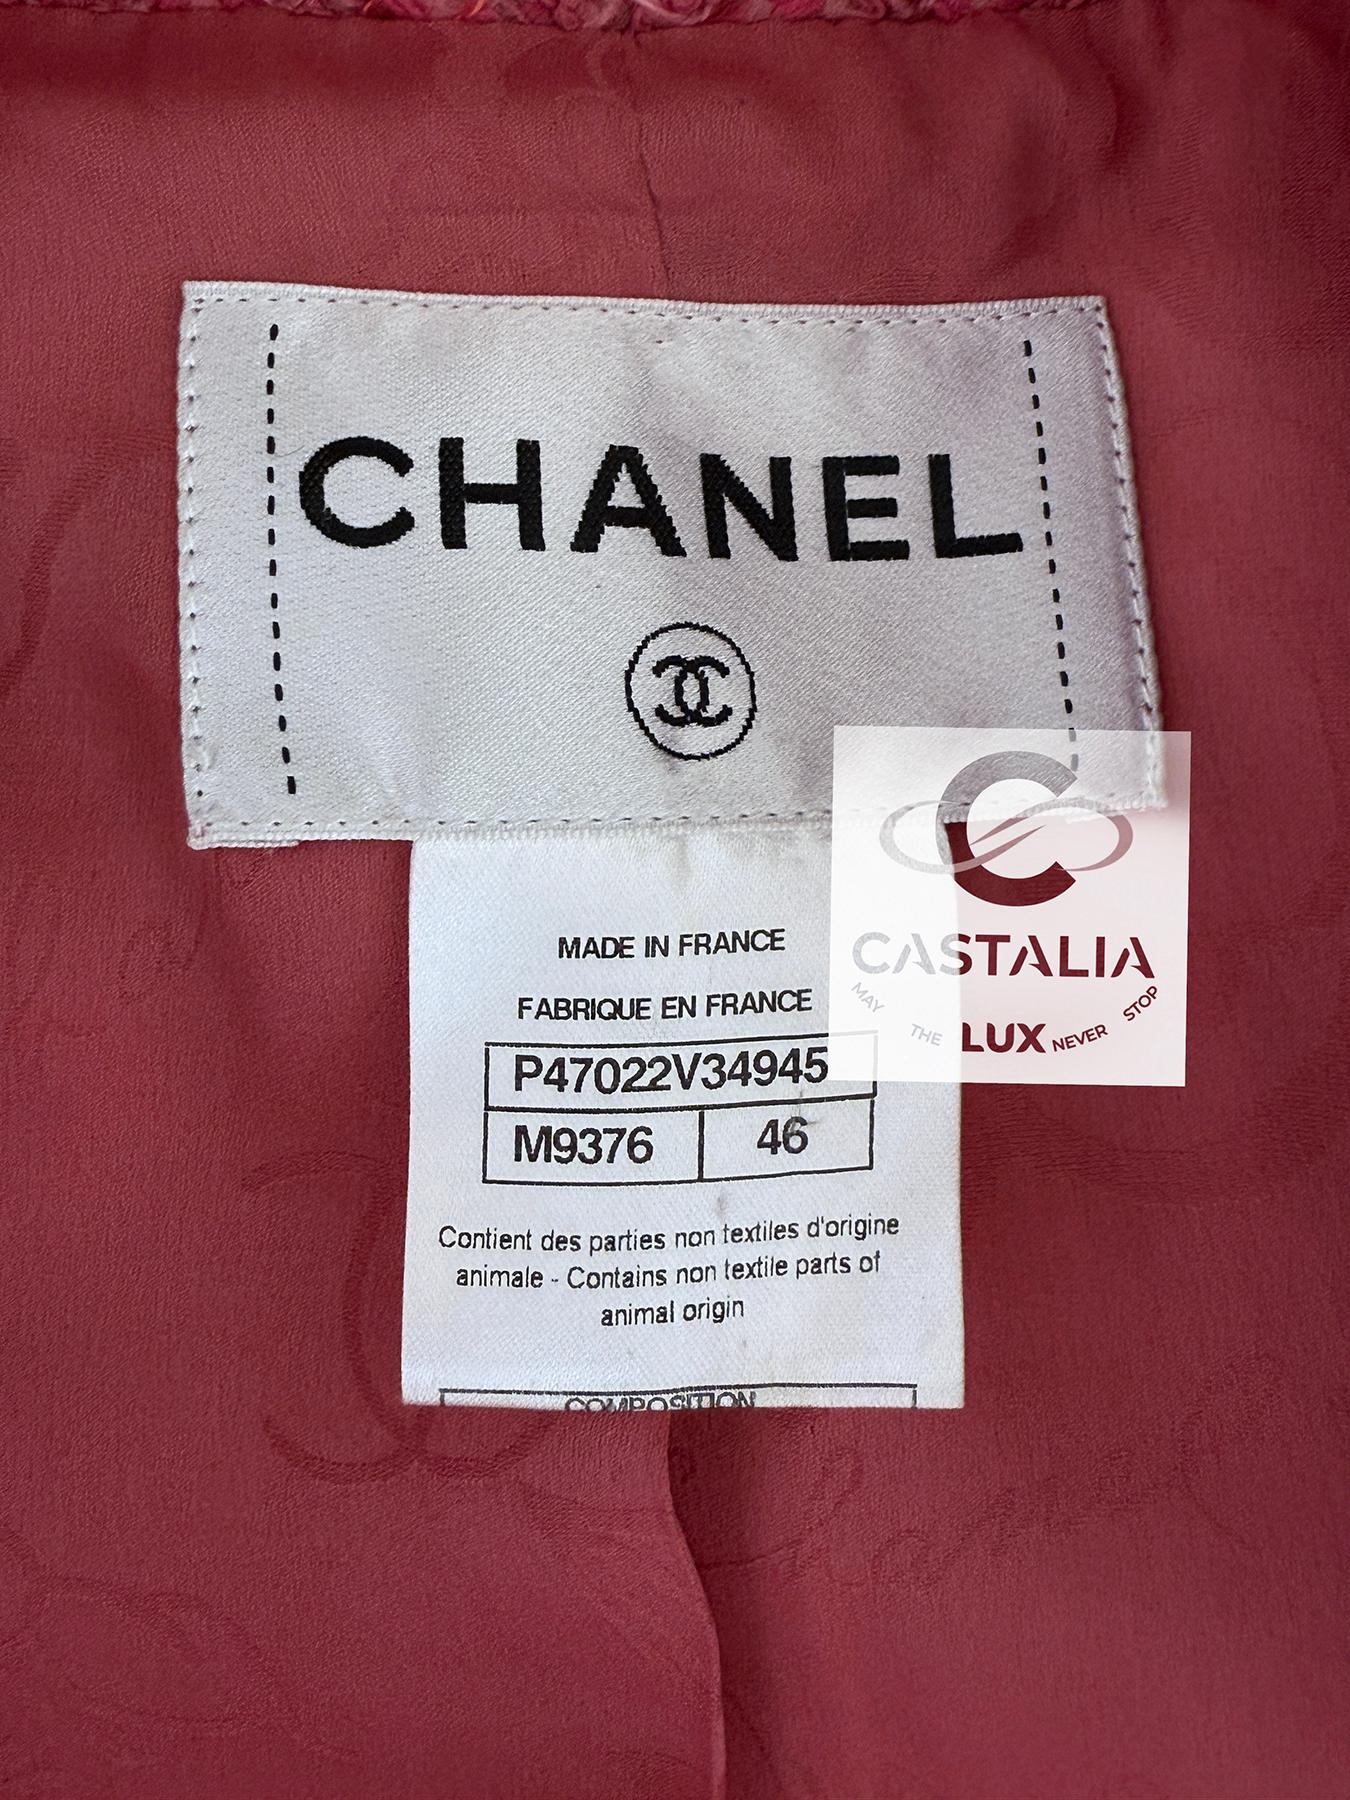 CHANEL
MADE IN FRANCE
FABRIQUE EN FRANCE
P47022V34945
M9376 46
Contient des parties non textiles d'origine
animale - Contains non textile parts of
animal origin
COMPOSITION
CASTALIA
MAY THE LUX NEVER STOP